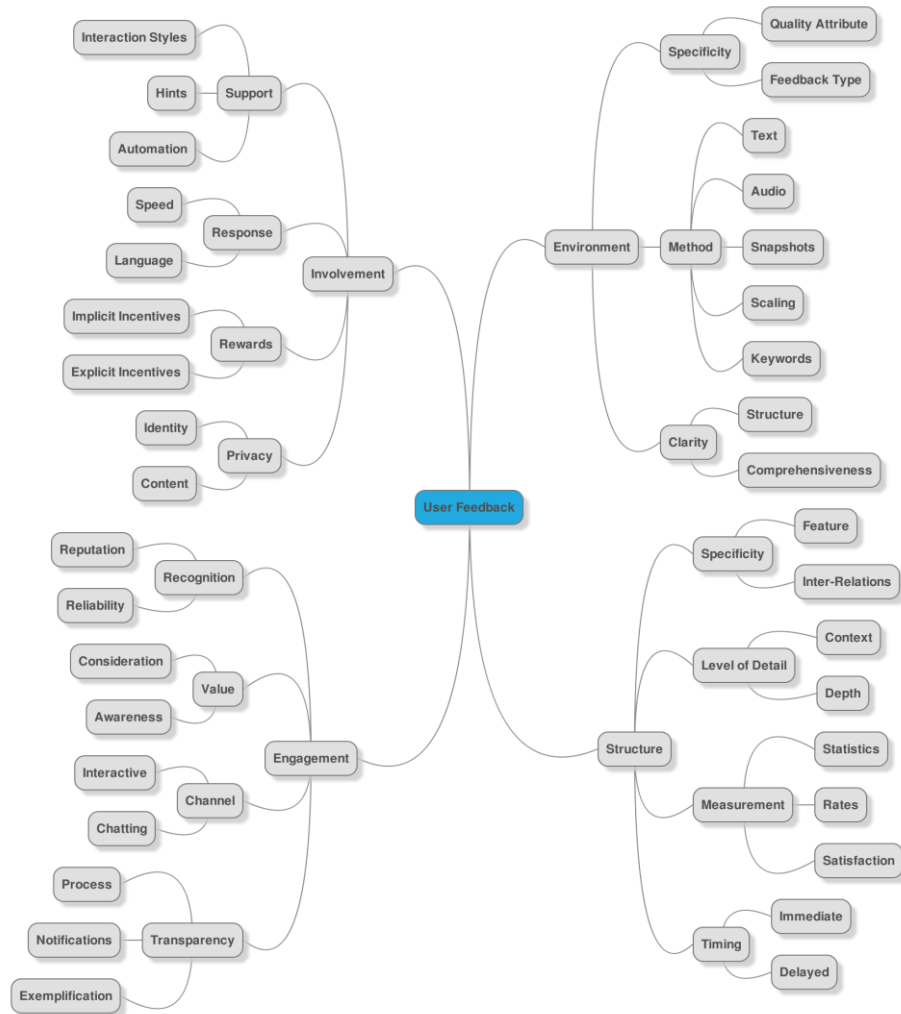 Interaction Styles
Hints
Support
Automation
Speed
Response
Language
Involvement
Implicit Incentives
Rewards
Explicit Incentives
Identity
Privacy
Content
Quality Attribute
Specificity
Feedback Type
Text
Audio
Environment
Method
Snapshots
Scaling
Keywords
Structure
Clarity
Comprehensiveness
User Feedback
Reputation
Recognition
Reliability
Consideration
Value
Awareness
Engagement
Interactive
Channel
Chatting
Process
Notifications
Transparency
Exemplification
Feature
Specificity
Inter-Relations
Context
Level of Detail
Depth
Structure
Statistics
Measurement
Rates
Satisfaction
Immediate
Timing
Delayed